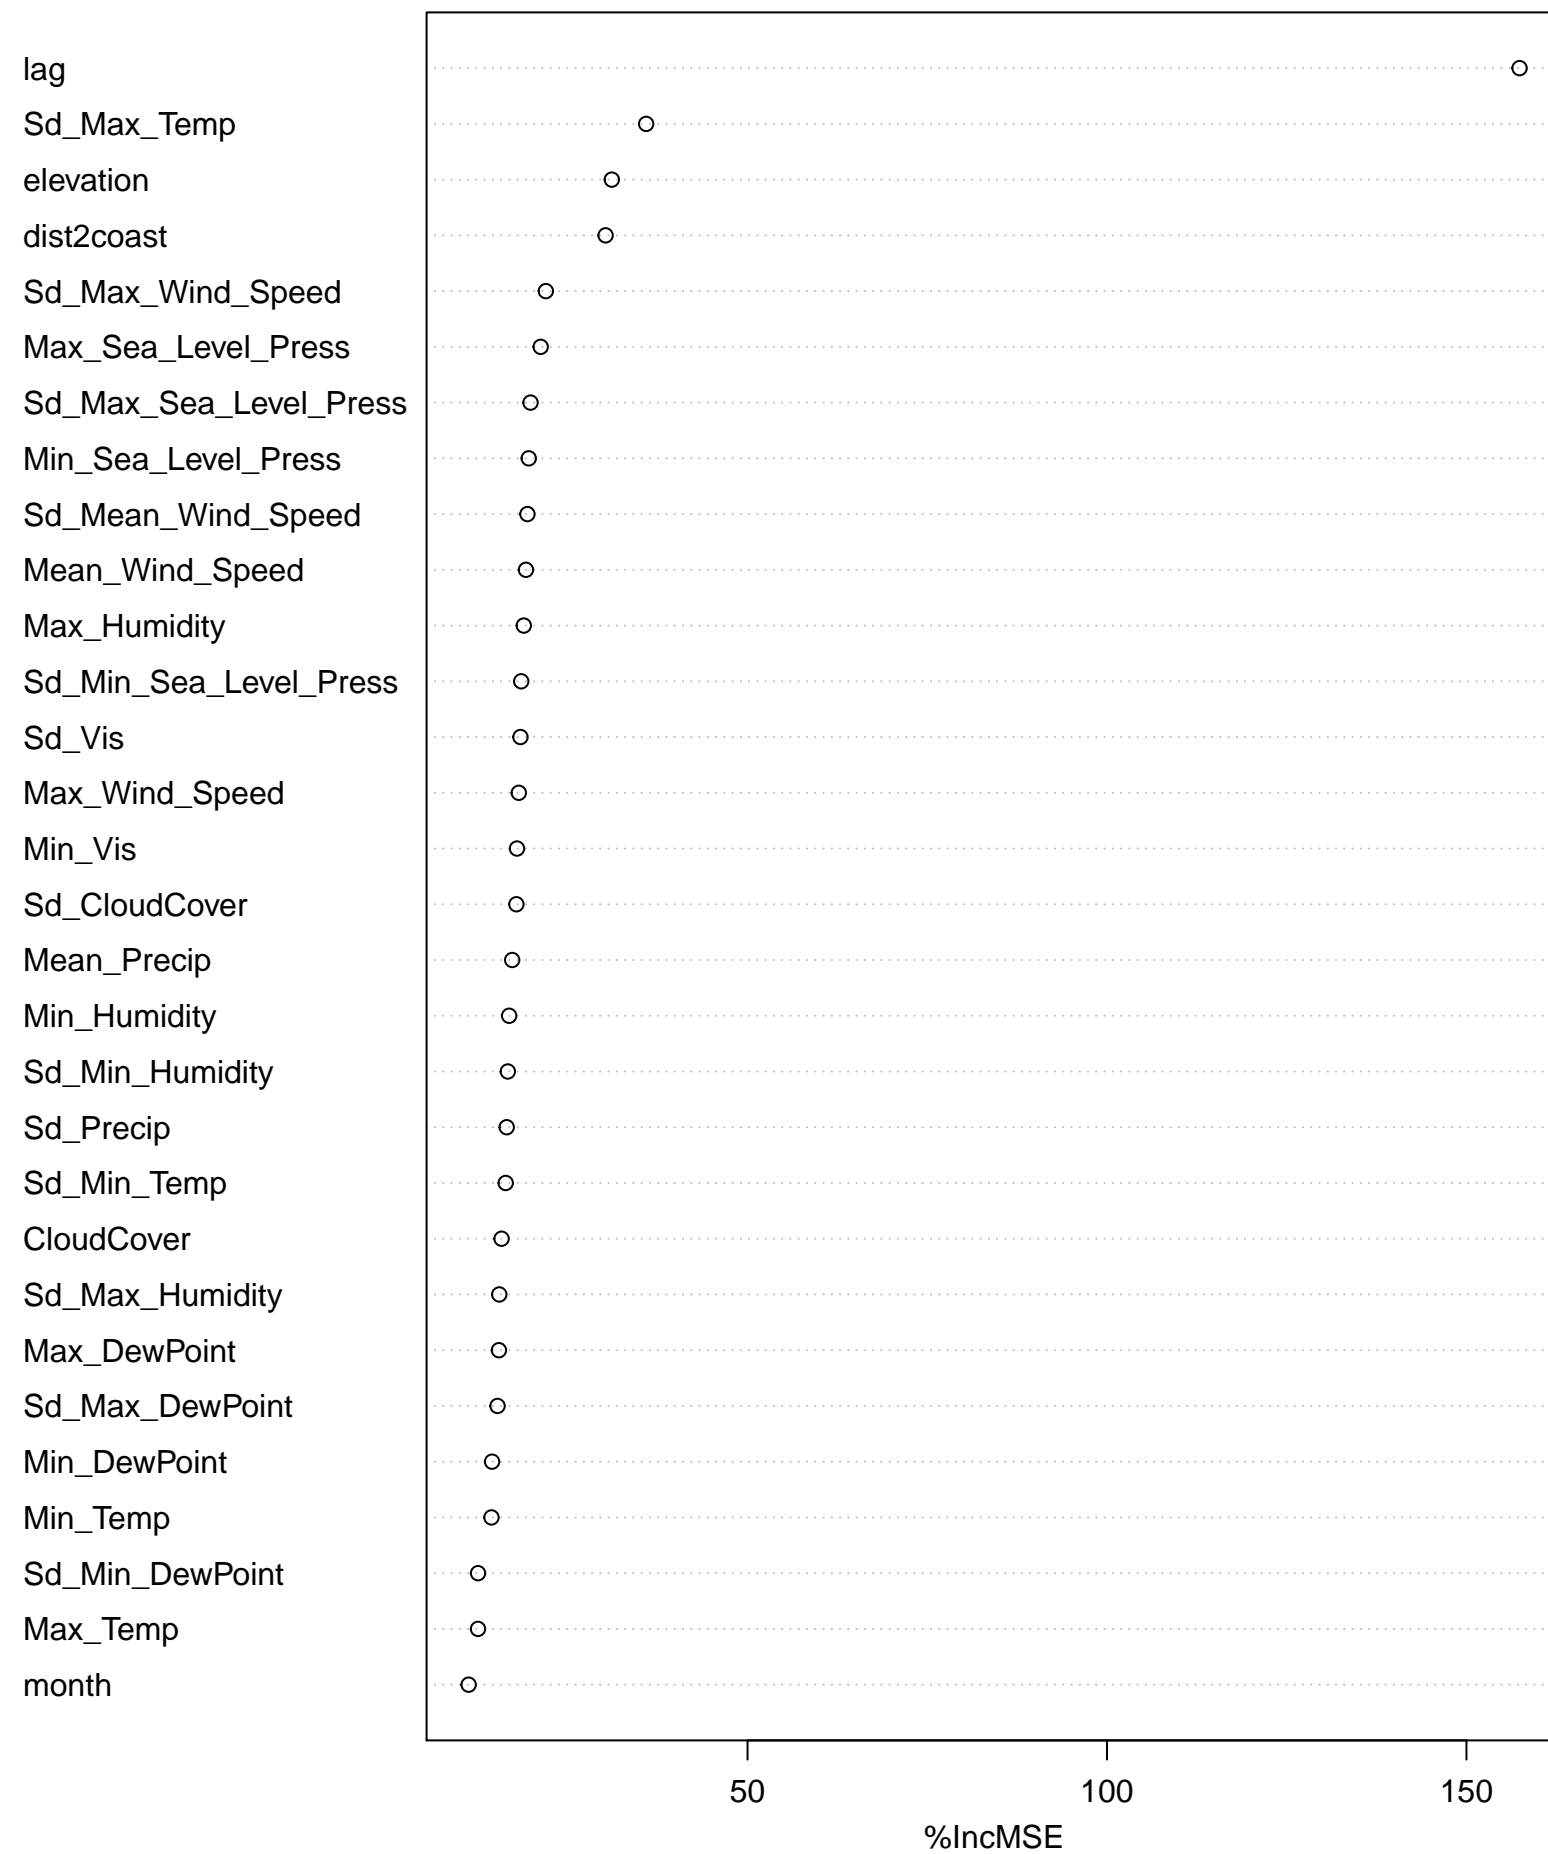 lag
Sd_Max_Temp
elevation
dist2coast
Sd_Max_Wind_Speed
Max_Sea_Level_Press
Sd_Max_Sea_Level_Press
Min_Sea_Level_Press
Sd_Mean_Wind_Speed
Mean_Wind_Speed
Max_Humidity
Sd_Min_Sea_Level_Press
Sd_Vis
Max_Wind_Speed
Min_Vis
Sd_CloudCover
Mean_Precip
Min_Humidity
Sd_Min_Humidity
Sd_Precip
Sd_Min_Temp
CloudCover
Sd_Max_Humidity
Max_DewPoint
Sd_Max_DewPoint
Min_DewPoint
Min_Temp
Sd_Min_DewPoint
Max_Temp
month
50 100 150
%IncMSE